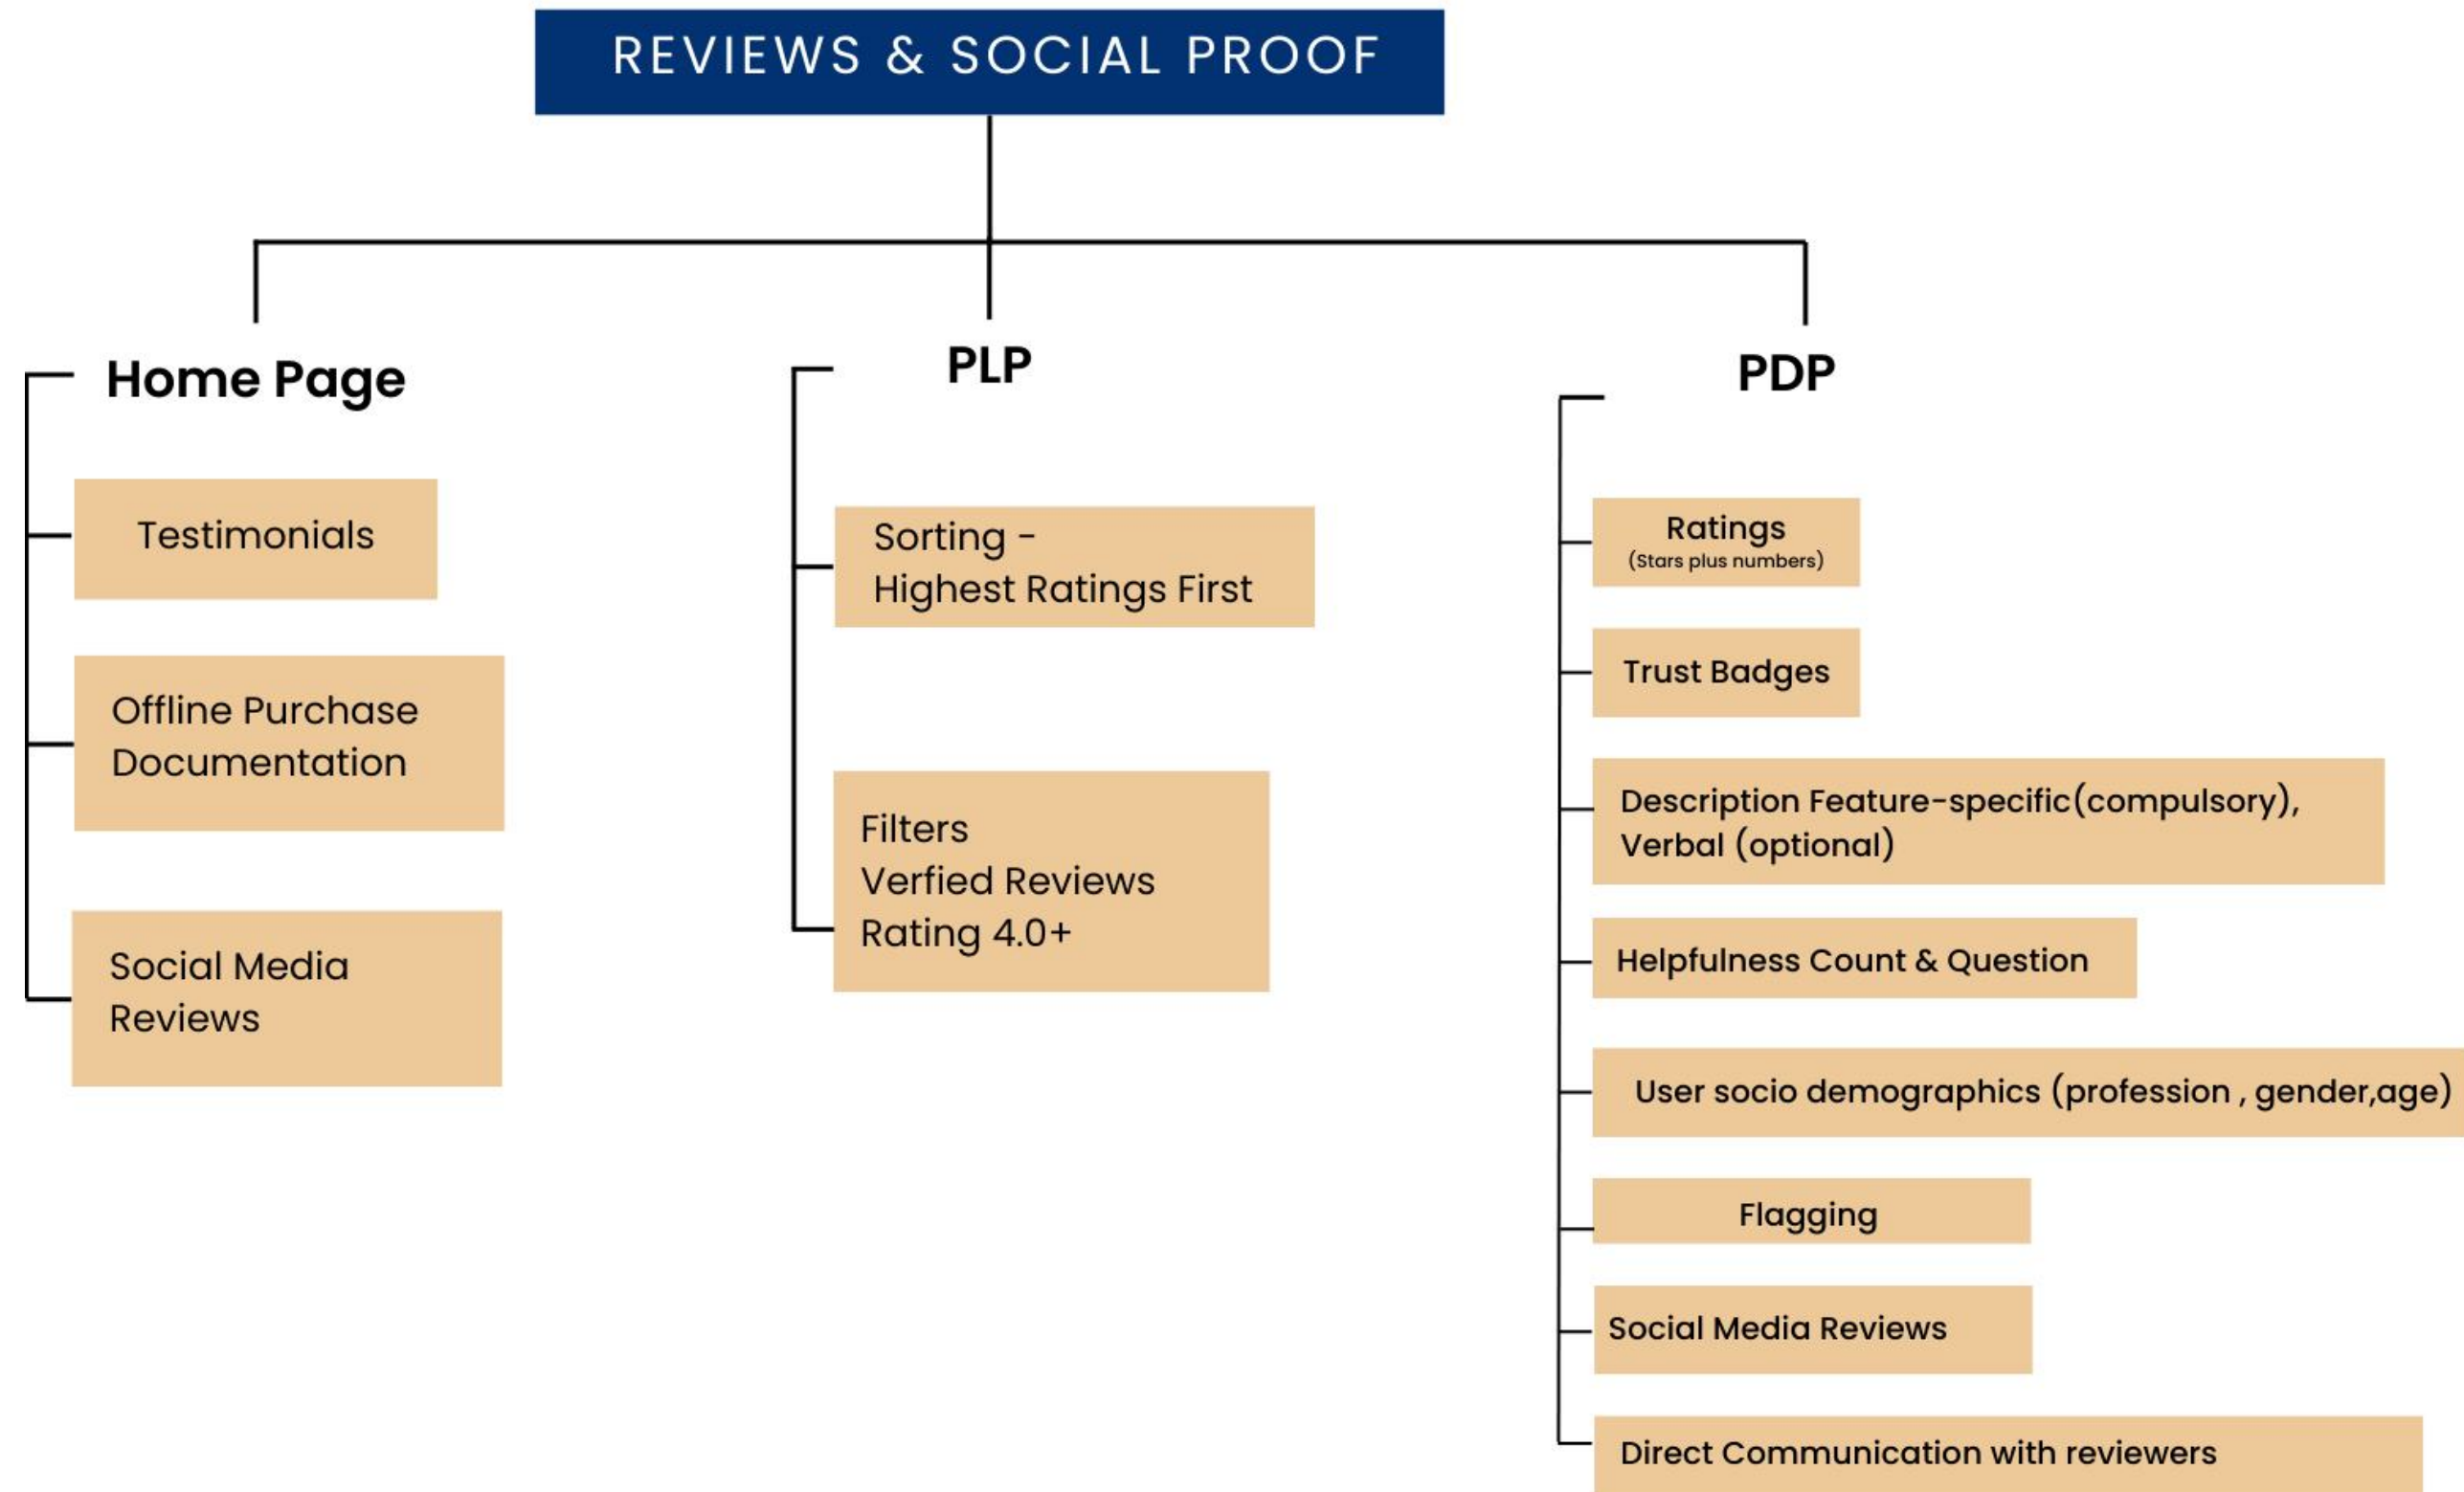 REVIEWS & SOCIAL PROOF
Home Page
Testimonials
Offline Purchase
Documentation
Social Media
Reviews
PLP
Sorting -
Highest Ratings First
Filters
Verfied Reviews
Rating 4.0+
PDP
Ratings
(Stars plus numbers)
Trust Badges
Description Feature-specific(compulsory),
Verbal (optional)
Helpfulness Count & Question
User socio demographics (profession , gender,age)
Flagging
Social Media Reviews
Direct Communication with reviewers